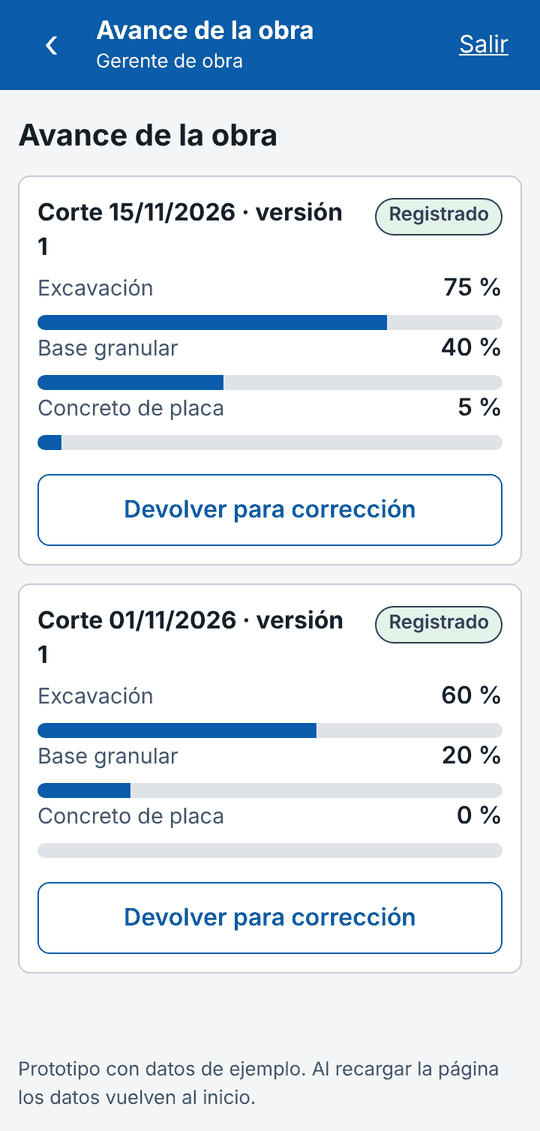 Avance de la obra
Gerente de obra
Salir
Avance de la obra
Corte 15/11/2026 · versión
1
Registrado
Excavación 75 %
Base granular 40 %
Concreto de placa 5 %
Devolver para corrección
Corte 01/11/2026 · versión
1
Registrado
Excavación 60 %
Base granular 20 %
Concreto de placa 0 %
Devolver para corrección
Prototipo con datos de ejemplo. Al recargar la página
los datos vuelven al inicio.